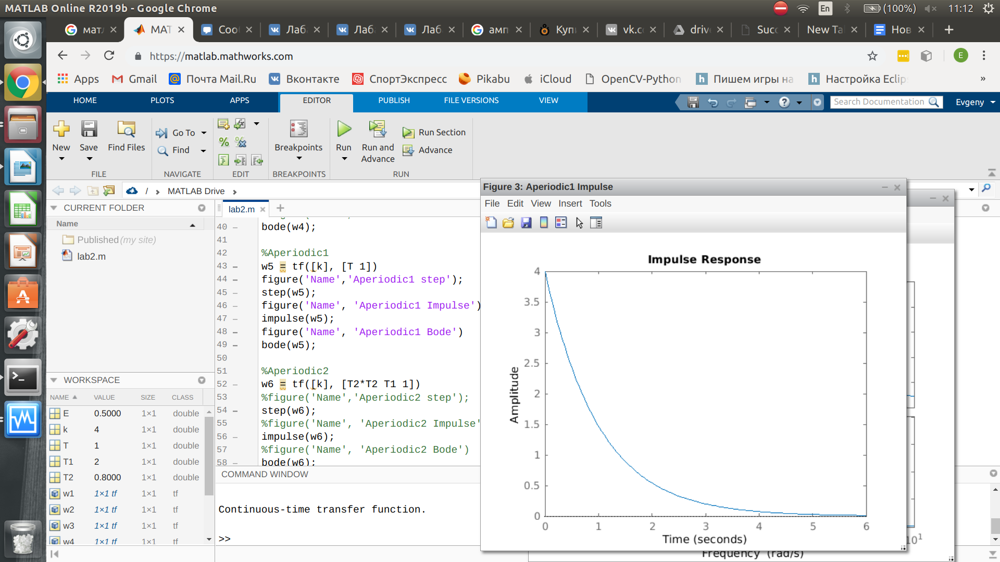 MATLAB Online R2019b - Google Chrome
En
(100%)
11:12
мат
МАТ
Соо
Лаб
Лаб
Лаб
амп
Купи
vk.c
drive
Succ
New Ta
Нов
https://matlab.mathworks.com
E
Apps
Gmail
Почта Mail.Ru
Вконтакте
СпортЭкспресс
Pikabu
iCloud
OpenCV-Python
Пишем игры на
Настройка Eclip
»
HOME PLOTS APPS EDITOR PUBLISH FILE VERSIONS VIEW
Search Documentation
Evgeny
New
Save
Find Files
Go To
Find
Breakpoints
Run
Run and
Advance
Run Section
Advance
FILE NAVIGATE EDIT BREAKPOINTS RUN
/ › MATLAB Drive ›
CURRENT FOLDER
Name
Published (my site)
lab2.m
WORKSPACE
NAME VALUE SIZE CLASS
E 0.5000 1×1 double
k 4 1×1 double
T 1 1×1 double
T1 2 1×1 double
T2 0.8000 1×1 double
w1 1×1 tf 1×1 tf
w2 1×1 tf 1×1 tf
w3 1×1 tf 1×1 tf
w4 1×1 tf 1×1 tf
lab2.m
40 – bode(w4);
41
42 %Aperiodic1
43 – w5 = tf([k], [T 1])
44 – figure('Name','Aperiodic1 step');
45 – step(w5);
46 – figure('Name', 'Aperiodic1 Impulse')
47 – impulse(w5);
48 – figure('Name', 'Aperiodic1 Bode')
49 – bode(w5);
50
51 %Aperiodic2
52 – w6 = tf([k], [T2*T2 T1 1])
53 %figure('Name','Aperiodic2 step');
54 – step(w6);
55 %figure('Name', 'Aperiodic2 Impulse'
56 – impulse(w6);
57 %figure('Name', 'Aperiodic2 Bode')
58 – bode(w6);
COMMAND WINDOW
Continuous-time transfer function.
>>
Figure 3: Aperiodic1 Impulse
File Edit View Insert Tools
Impulse Response
Amplitude
4
3.5
3
2.5
2
1.5
1
0.5
0
0 1 2 3 4 5 6
Time (seconds)
10¹
Frequency (rad/s)